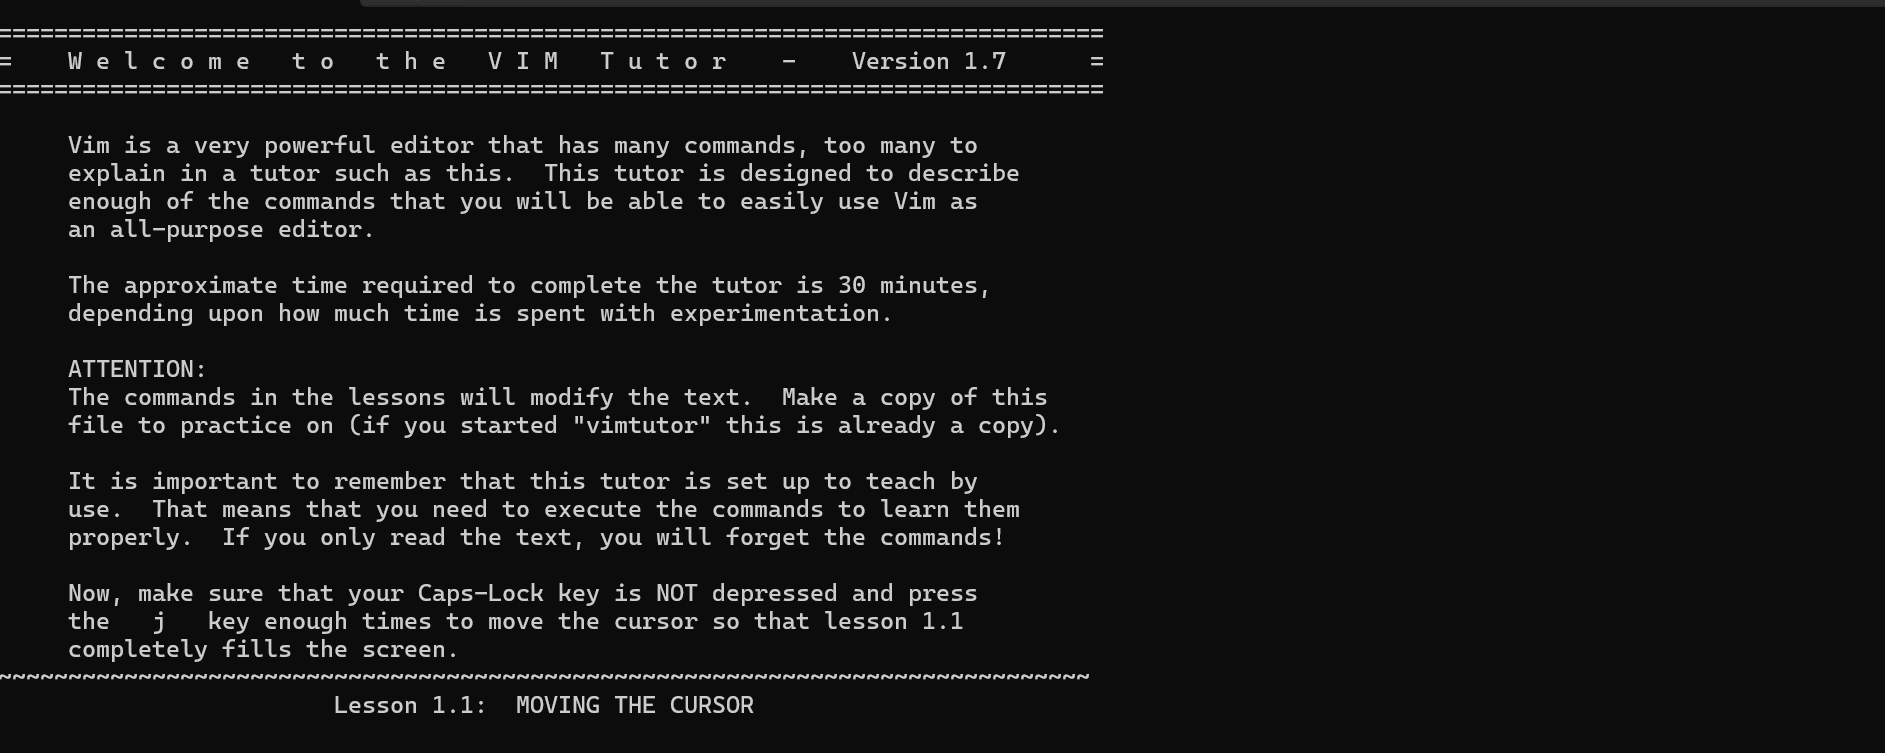 ===============================================================================
=    W e l c o m e   t o   t h e   V I M   T u t o r    -    Version 1.7      =
===============================================================================

     Vim is a very powerful editor that has many commands, too many to
     explain in a tutor such as this.  This tutor is designed to describe
     enough of the commands that you will be able to easily use Vim as
     an all-purpose editor.

     The approximate time required to complete the tutor is 30 minutes,
     depending upon how much time is spent with experimentation.

     ATTENTION:
     The commands in the lessons will modify the text.  Make a copy of this
     file to practice on (if you started "vimtutor" this is already a copy).

     It is important to remember that this tutor is set up to teach by
     use.  That means that you need to execute the commands to learn them
     properly.  If you only read the text, you will forget the commands!

     Now, make sure that your Caps-Lock key is NOT depressed and press
     the   j   key enough times to move the cursor so that lesson 1.1
     completely fills the screen.
~~~~~~~~~~~~~~~~~~~~~~~~~~~~~~~~~~~~~~~~~~~~~~~~~~~~~~~~~~~~~~~~~~~~~~~~~~~~~~
                        Lesson 1.1:  MOVING THE CURSOR